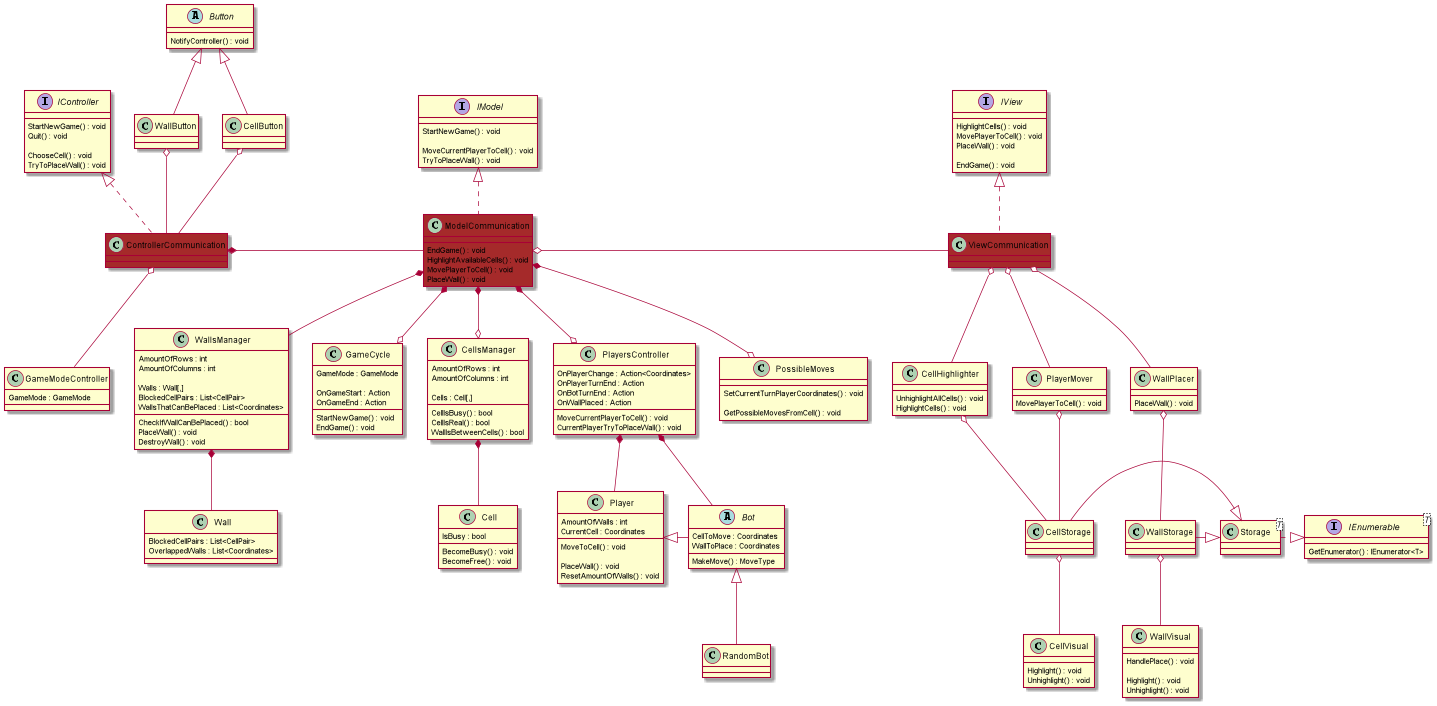 A Button
NotifyController() : void
I IController
StartNewGame() : void
Quit() : void
ChooseCell() : void
TryToPlaceWall() : void
C WallButton
C CellButton
I IModel
StartNewGame() : void
MoveCurrentPlayerToCell() : void
TryToPlaceWall() : void
I IView
HighlightCells() : void
MovePlayerToCell() : void
PlaceWall() : void
EndGame() : void
C ControllerCommunication
C ModelCommunication
EndGame() : void
HighlightAvailableCells() : void
MovePlayerToCell() : void
PlaceWall() : void
C ViewCommunication
C GameModeController
GameMode : GameMode
C WallsManager
AmountOfRows : int
AmountOfColumns : int
Walls : Wall[,]
BlockedCellPairs : List<CellPair>
WallsThatCanBePlaced : List<Coordinates>
CheckIfWallCanBePlaced() : bool
PlaceWall() : void
DestroyWall() : void
C GameCycle
GameMode : GameMode
OnGameStart : Action
OnGameEnd : Action
StartNewGame() : void
EndGame() : void
C CellsManager
AmountOfRows : int
AmountOfColumns : int
Cells : Cell[,]
CellIsBusy() : bool
CellIsReal() : bool
WallIsBetweenCells() : bool
C PlayersController
OnPlayerChange : Action<Coordinates>
OnPlayerTurnEnd : Action
OnBotTurnEnd : Action
OnWallPlaced : Action
MoveCurrentPlayerToCell() : void
CurrentPlayerTryToPlaceWall() : void
C PossibleMoves
SetCurrentTurnPlayerCoordinates() : void
GetPossibleMovesFromCell() : void
C CellHighlighter
UnhighlightAllCells() : void
HighlightCells() : void
C PlayerMover
MovePlayerToCell() : void
C WallPlacer
PlaceWall() : void
C Wall
BlockedCellPairs : List<CellPair>
OverlappedWalls : List<Coordinates>
C Cell
IsBusy : bool
BecomeBusy() : void
BecomeFree() : void
C Player
AmountOfWalls : int
CurrentCell : Coordinates
MoveToCell() : void
PlaceWall() : void
ResetAmountOfWalls() : void
A Bot
CellToMove : Coordinates
WallToPlace : Coordinates
MakeMove() : MoveType
C RandomBot
C CellStorage
C WallStorage
C Storage
I IEnumerable
GetEnumerator() : IEnumerator<T>
C CellVisual
Highlight() : void
Unhighlight() : void
C WallVisual
HandlePlace() : void
Highlight() : void
Unhighlight() : void